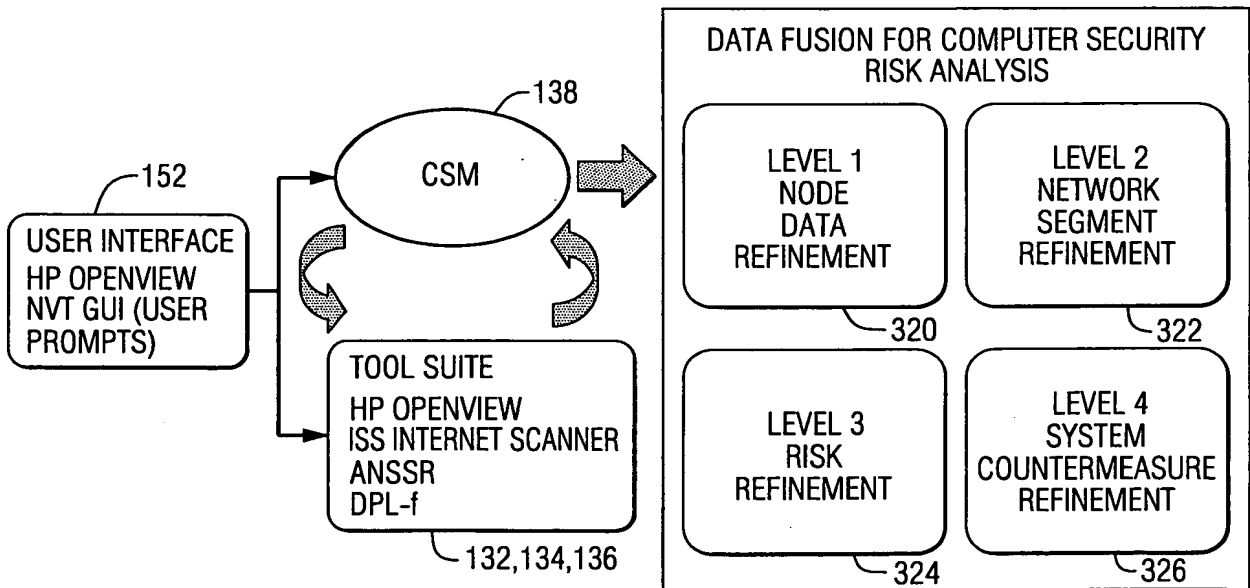 DATA FUSION FOR COMPUTER SECURITY
RISK ANALYSIS
138
CSM
152
USER INTERFACE
HP OPENVIEW
NVT GUI (USER
PROMPTS)
TOOL SUITE
HP OPENVIEW
ISS INTERNET SCANNER
ANSSR
DPL-f
132,134,136
LEVEL 1
NODE
DATA
REFINEMENT
320
LEVEL 2
NETWORK
SEGMENT
REFINEMENT
322
LEVEL 3
RISK
REFINEMENT
324
LEVEL 4
SYSTEM
COUNTERMEASURE
REFINEMENT
326